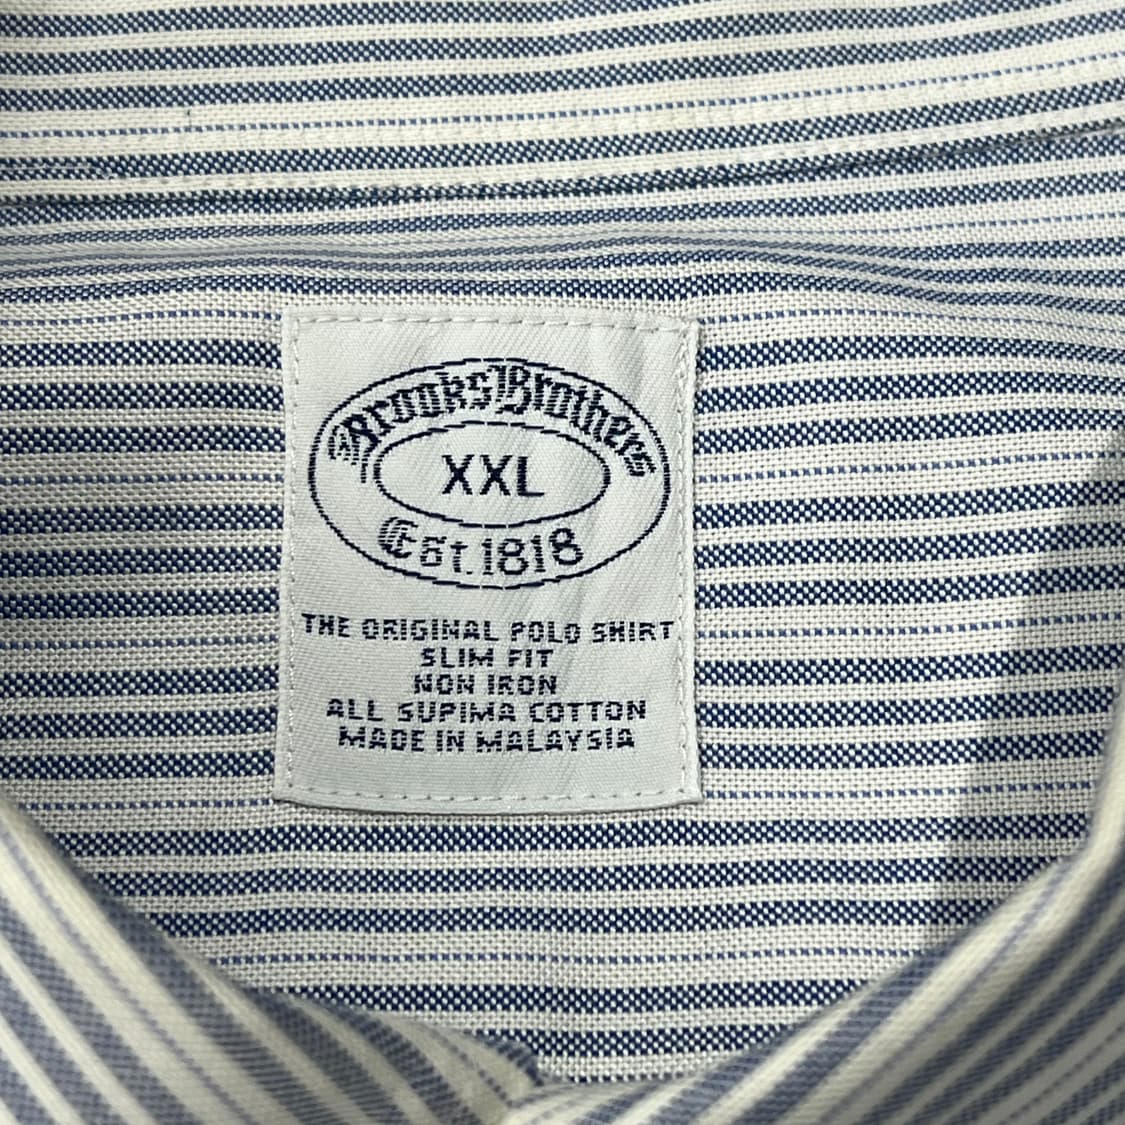 Brooks Brothers
XXL
Est. 1818
THE ORIGINAL POLO SHIRT
SLIM FIT
NON IRON
ALL SUPIMA COTTON
MADE IN MALAYSIA